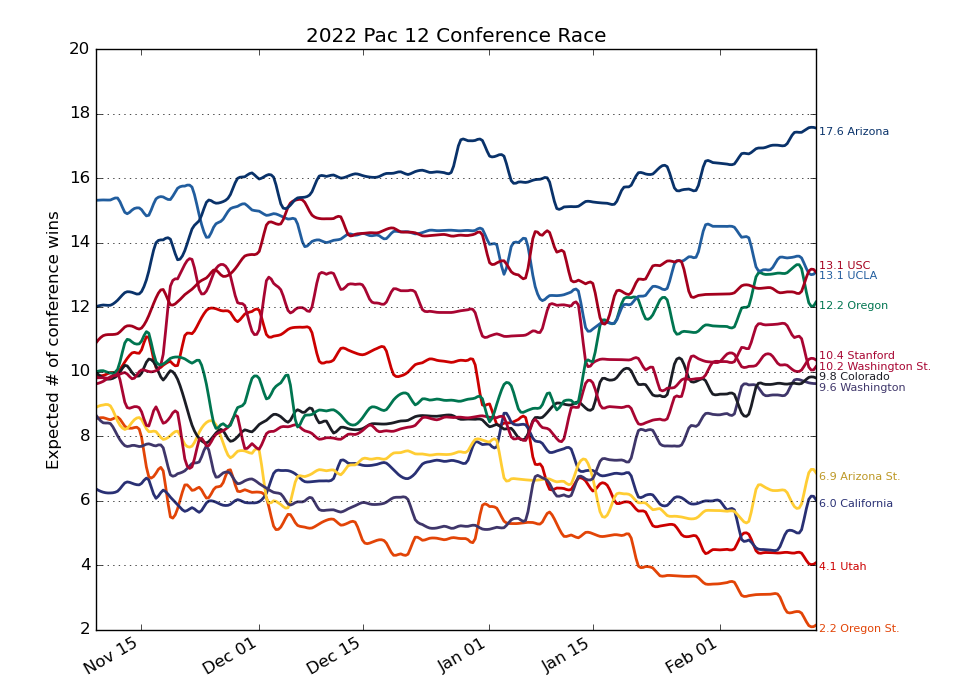 2022 Pac 12 Conference Race
Expected # of conference wins
20
18
16
14
12
10
8
6
4
2
17.6 Arizona
13.1 USC
13.1 UCLA
12.2 Oregon
10.4 Stanford
10.2 Washington St.
9.8 Colorado
9.6 Washington
6.9 Arizona St.
6.0 California
4.1 Utah
2.2 Oregon St.
Nov 15
Dec 01
Dec 15
Jan 01
Jan 15
Feb 01